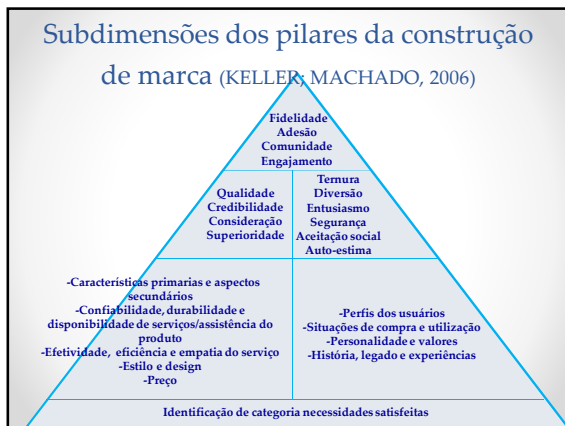 Subdimensões dos pilares da construção
de marca (KELLER; MACHADO, 2006)
Fidelidade
Adesão
Comunidade
Engajamento
Qualidade
Credibilidade
Consideração
Superioridade
Ternura
Diversão
Entusiasmo
Segurança
Aceitação social
Auto-estima
-Características primarias e aspectos
secundários
-Confiabilidade, durabilidade e
disponibilidade de serviços/assistência do
produto
-Efetividade, eficiência e empatia do serviço
-Estilo e design
-Preço
-Perfis dos usuários
-Situações de compra e utilização
-Personalidade e valores
-História, legado e experiências
Identificação de categoria necessidades satisfeitas